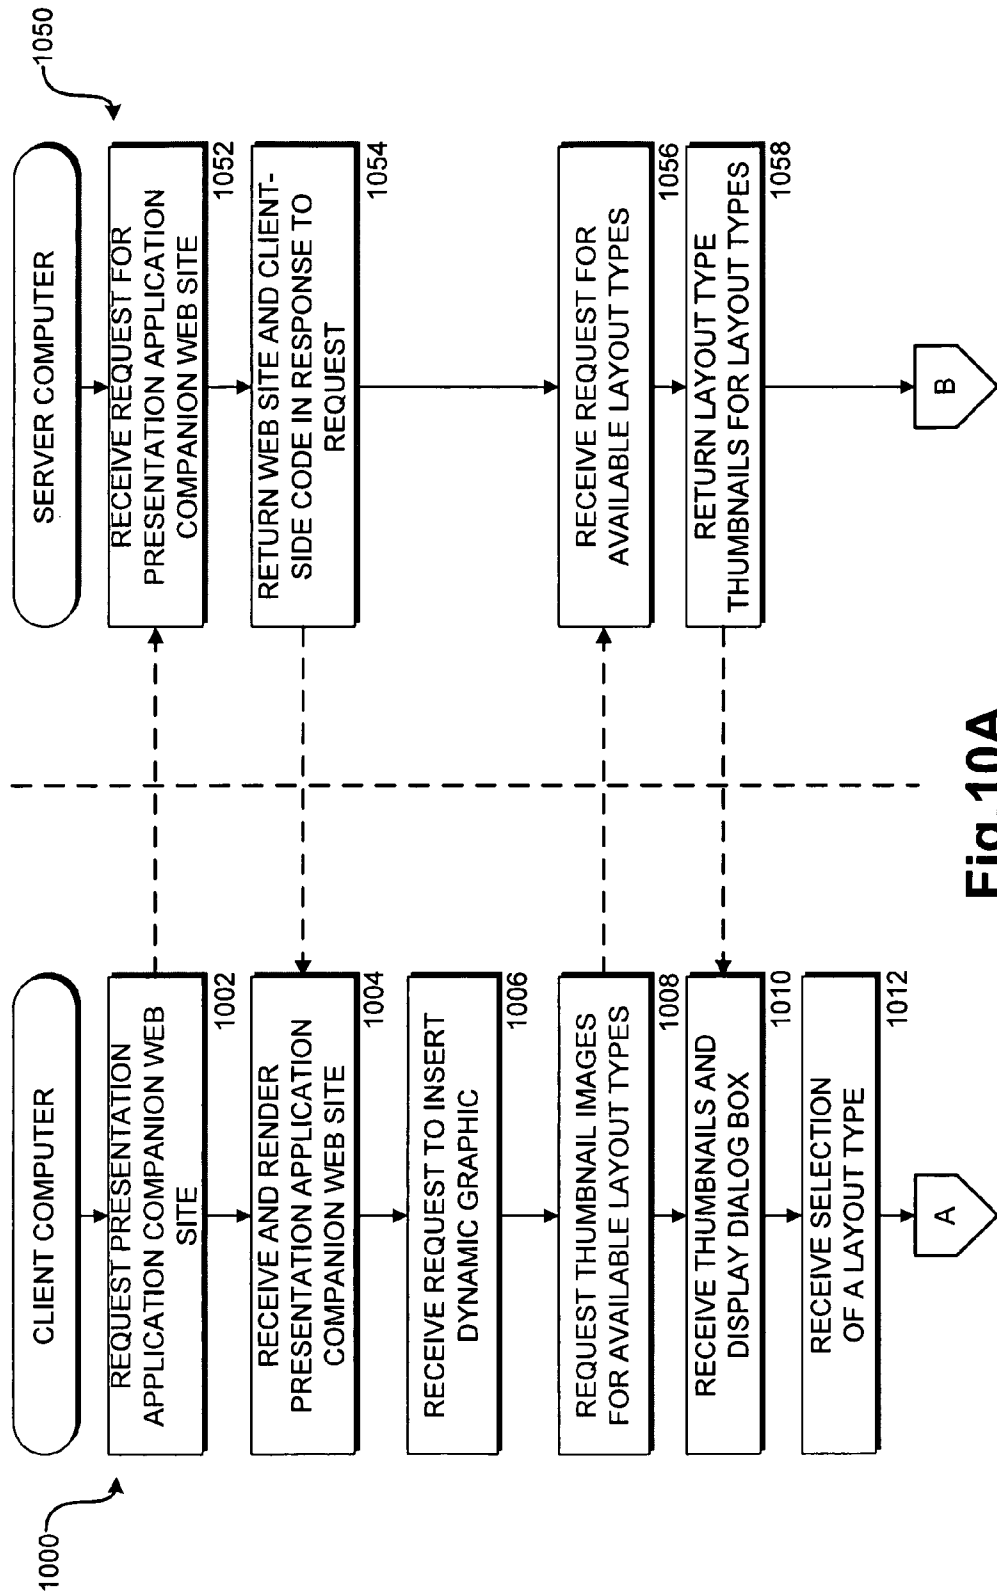 1000
CLIENT COMPUTER
REQUEST PRESENTATION
APPLICATION COMPANION WEB
SITE
1002
RECEIVE AND RENDER
PRESENTATION APPLICATION
COMPANION WEB SITE
1004
RECEIVE REQUEST TO INSERT
DYNAMIC GRAPHIC
1006
REQUEST THUMBNAIL IMAGES
FOR AVAILABLE LAYOUT TYPES
1008
RECEIVE THUMBNAILS AND
DISPLAY DIALOG BOX
1010
RECEIVE SELECTION
OF A LAYOUT TYPE
1012
A
1050
SERVER COMPUTER
RECEIVE REQUEST FOR
PRESENTATION APPLICATION
COMPANION WEB SITE
1052
RETURN WEB SITE AND CLIENT-
SIDE CODE IN RESPONSE TO
REQUEST
1054
RECEIVE REQUEST FOR
AVAILABLE LAYOUT TYPES
1056
RETURN LAYOUT TYPE
THUMBNAILS FOR LAYOUT TYPES
1058
B
Fig.10A